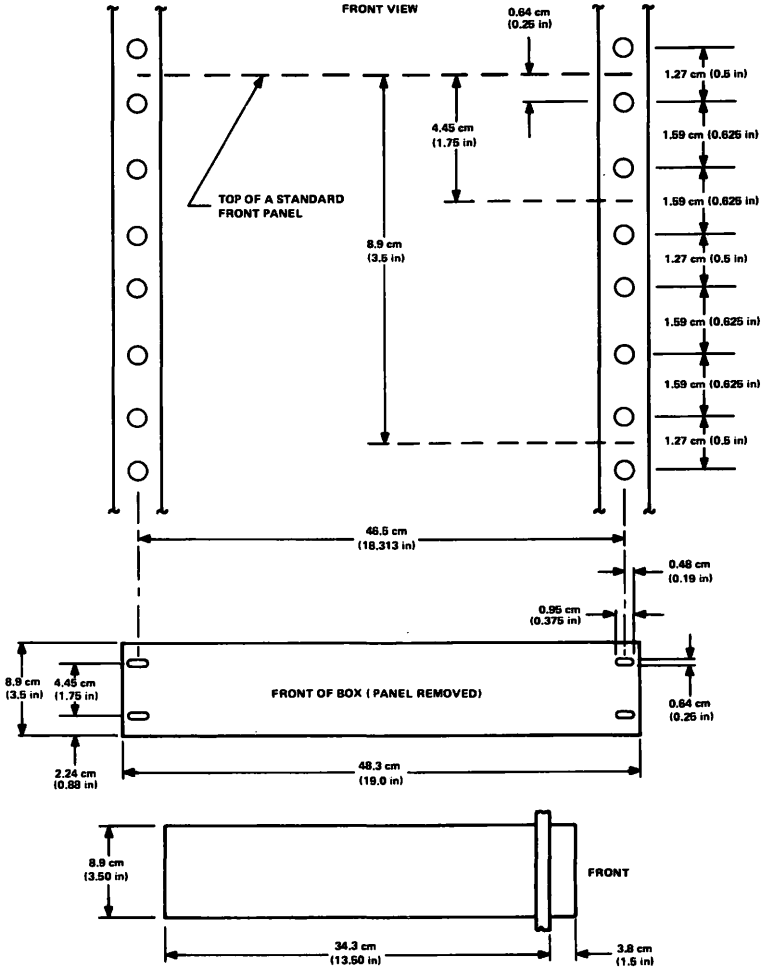 FRONT VIEW
0.64 cm
(0.25 in)
1.27 cm (0.5 in)
4.45 cm
(1.75 in)
1.59 cm (0.625 in)
TOP OF A STANDARD
FRONT PANEL
1.59 cm (0.625 in)
8.9 cm
(3.5 in)
1.27 cm (0.5 in)
1.59 cm (0.625 in)
1.59 cm (0.625 in)
1.27 cm (0.5 in)
46.5 cm
(18.313 in)
0.48 cm
(0.19 in)
0.95 cm
(0.375 in)
8.9 cm
(3.5 in)
4.45 cm
(1.75 in)
FRONT OF BOX (PANEL REMOVED)
0.64 cm
(0.25 in)
2.24 cm
(0.88 in)
48.3 cm
(19.0 in)
8.9 cm
(3.50 in)
FRONT
34.3 cm
(13.50 in)
3.8 cm
(1.5 in)